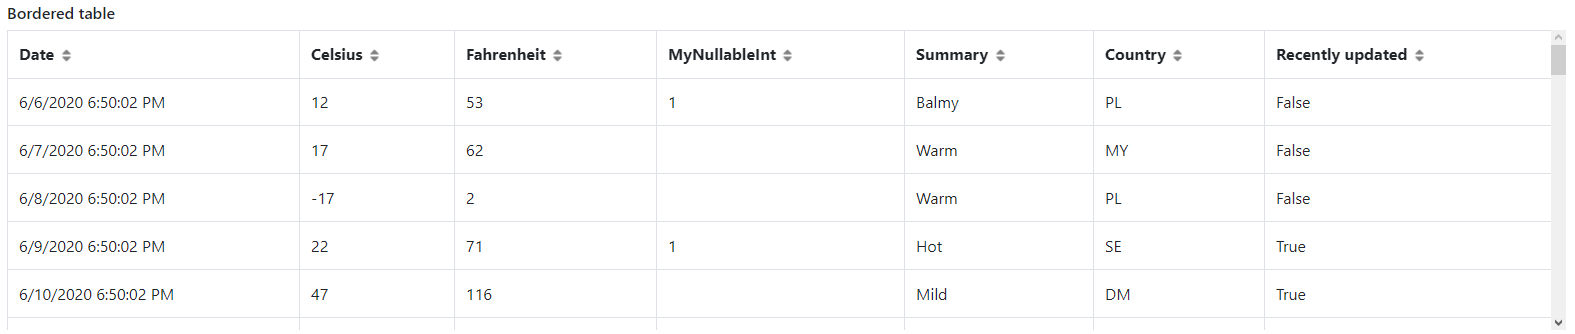 Bordered table
Date Celsius Fahrenheit MyNullableInt Summary Country Recently updated
6/6/2020 6:50:02 PM 12 53 1 Balmy PL False
6/7/2020 6:50:02 PM 17 62 Warm MY False
6/8/2020 6:50:02 PM -17 2 Warm PL False
6/9/2020 6:50:02 PM 22 71 1 Hot SE True
6/10/2020 6:50:02 PM 47 116 Mild DM True